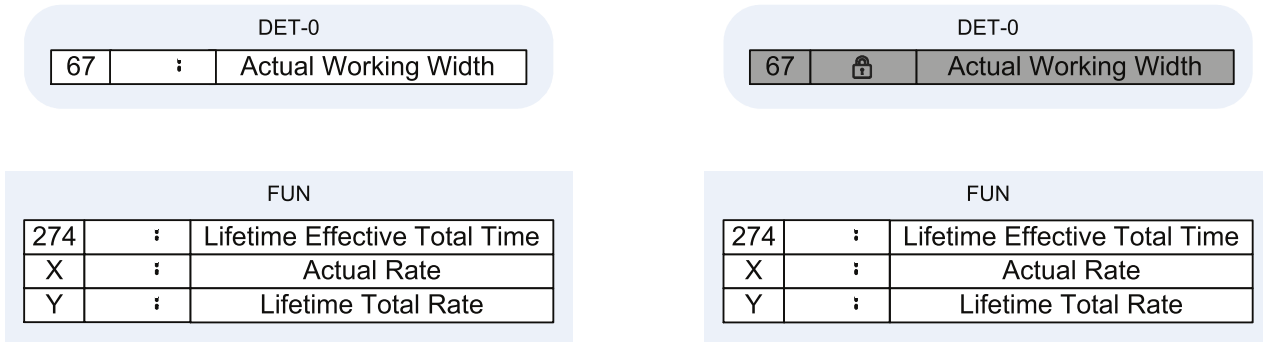 DET-0
67 Actual Working Width
DET-0
67 Actual Working Width
FUN
274 Lifetime Effective Total Time
X Actual Rate
Y Lifetime Total Rate
FUN
274 Lifetime Effective Total Time
X Actual Rate
Y Lifetime Total Rate